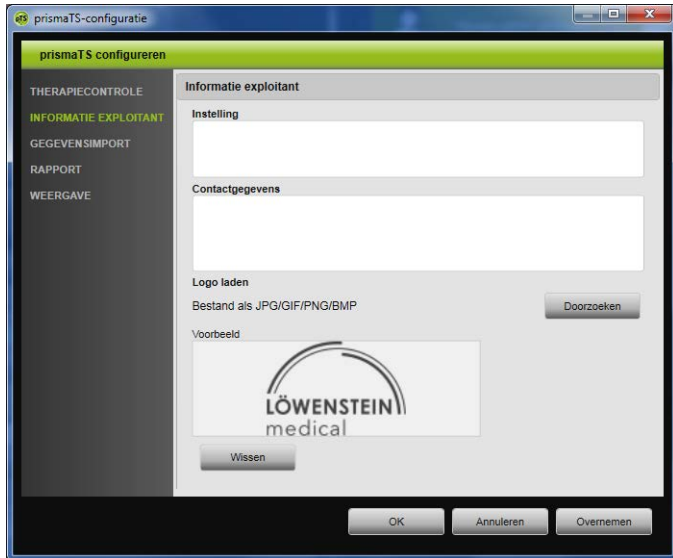 pTS prismaTS-configuratie
prismaTS configureren
THERAPIECONTROLE
INFORMATIE EXPLOITANT
GEGEVENSIMPORT
RAPPORT
WEERGAVE
Informatie exploitant
Instelling
Contactgegevens
Logo laden
Bestand als JPG/GIF/PNG/BMP
Doorzoeken
Voorbeeld
LÖWENSTEIN
medical
Wissen
OK
Annuleren
Overnemen